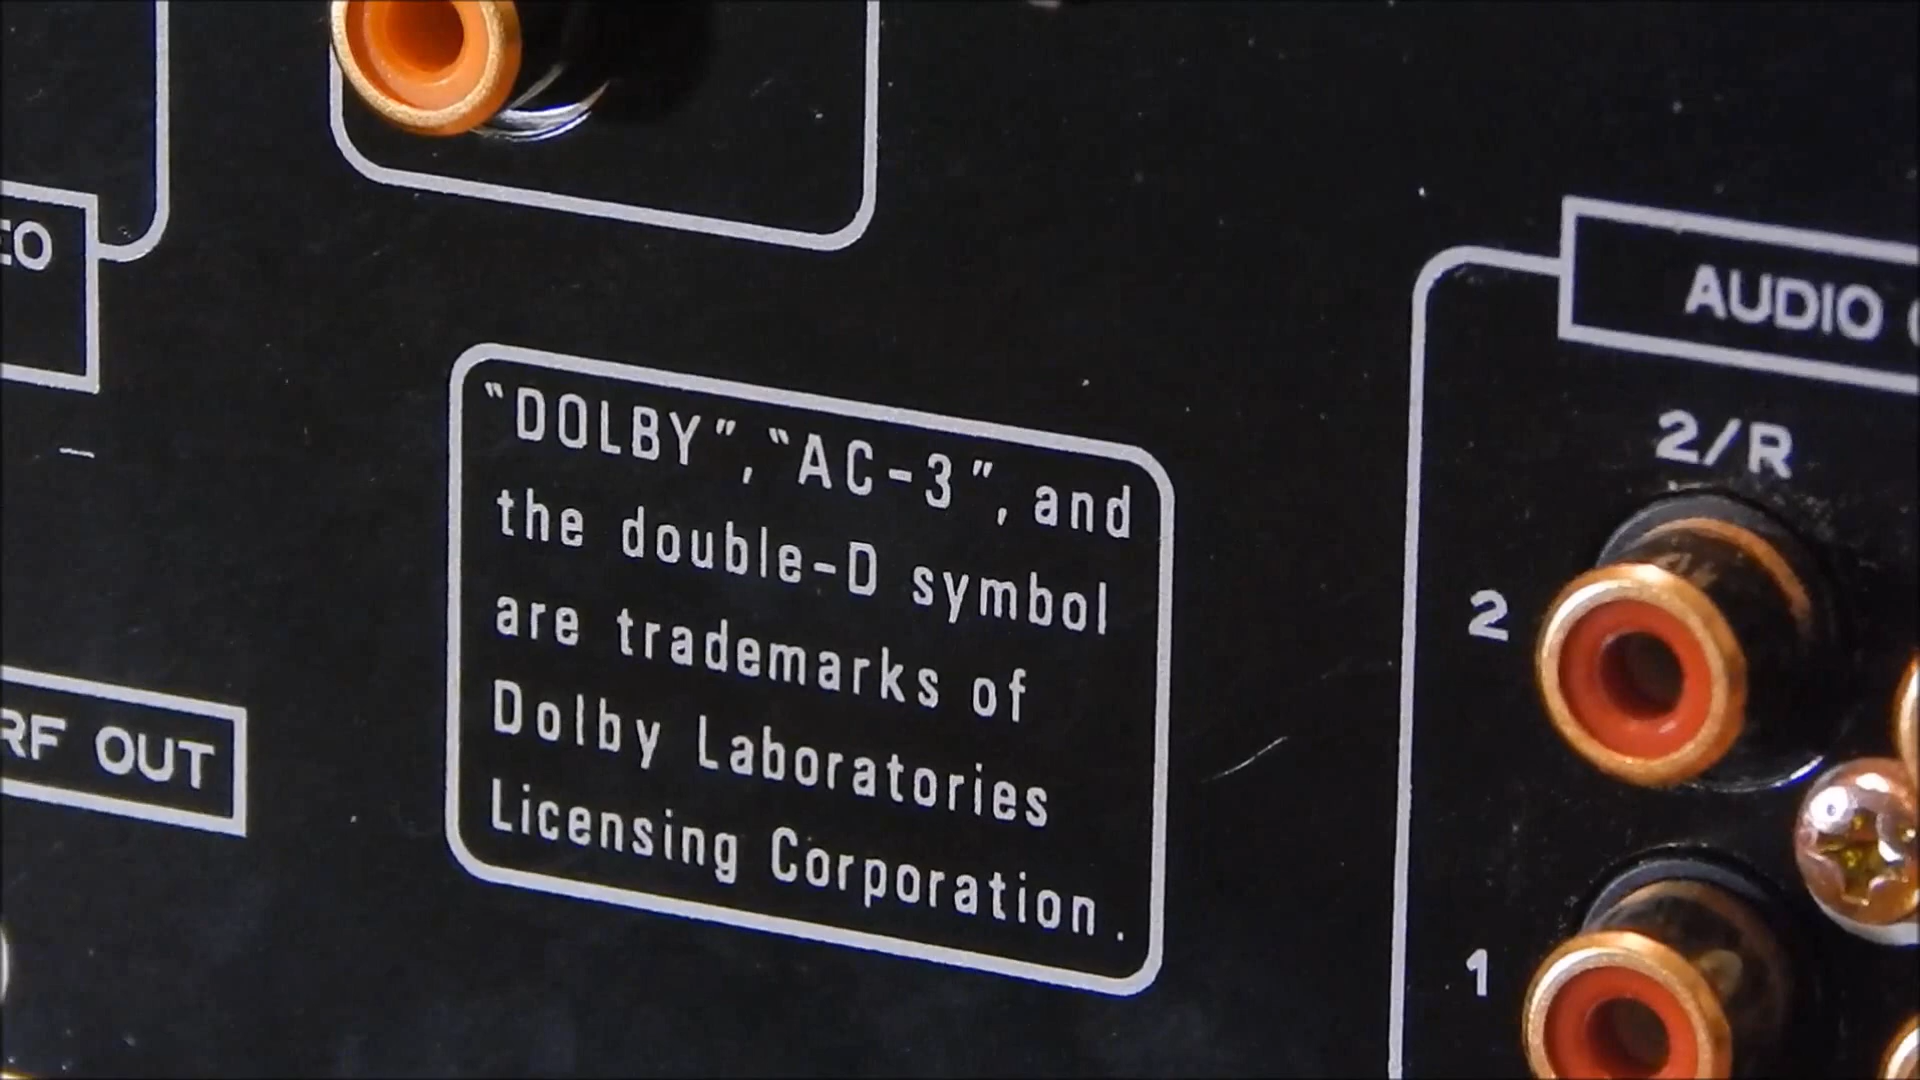 "DOLBY", "AC-3", and
the double-D symbol
are trademarks of
Dolby Laboratories
Licensing Corporation.
RF OUT
AUDIO
2/R
2
1